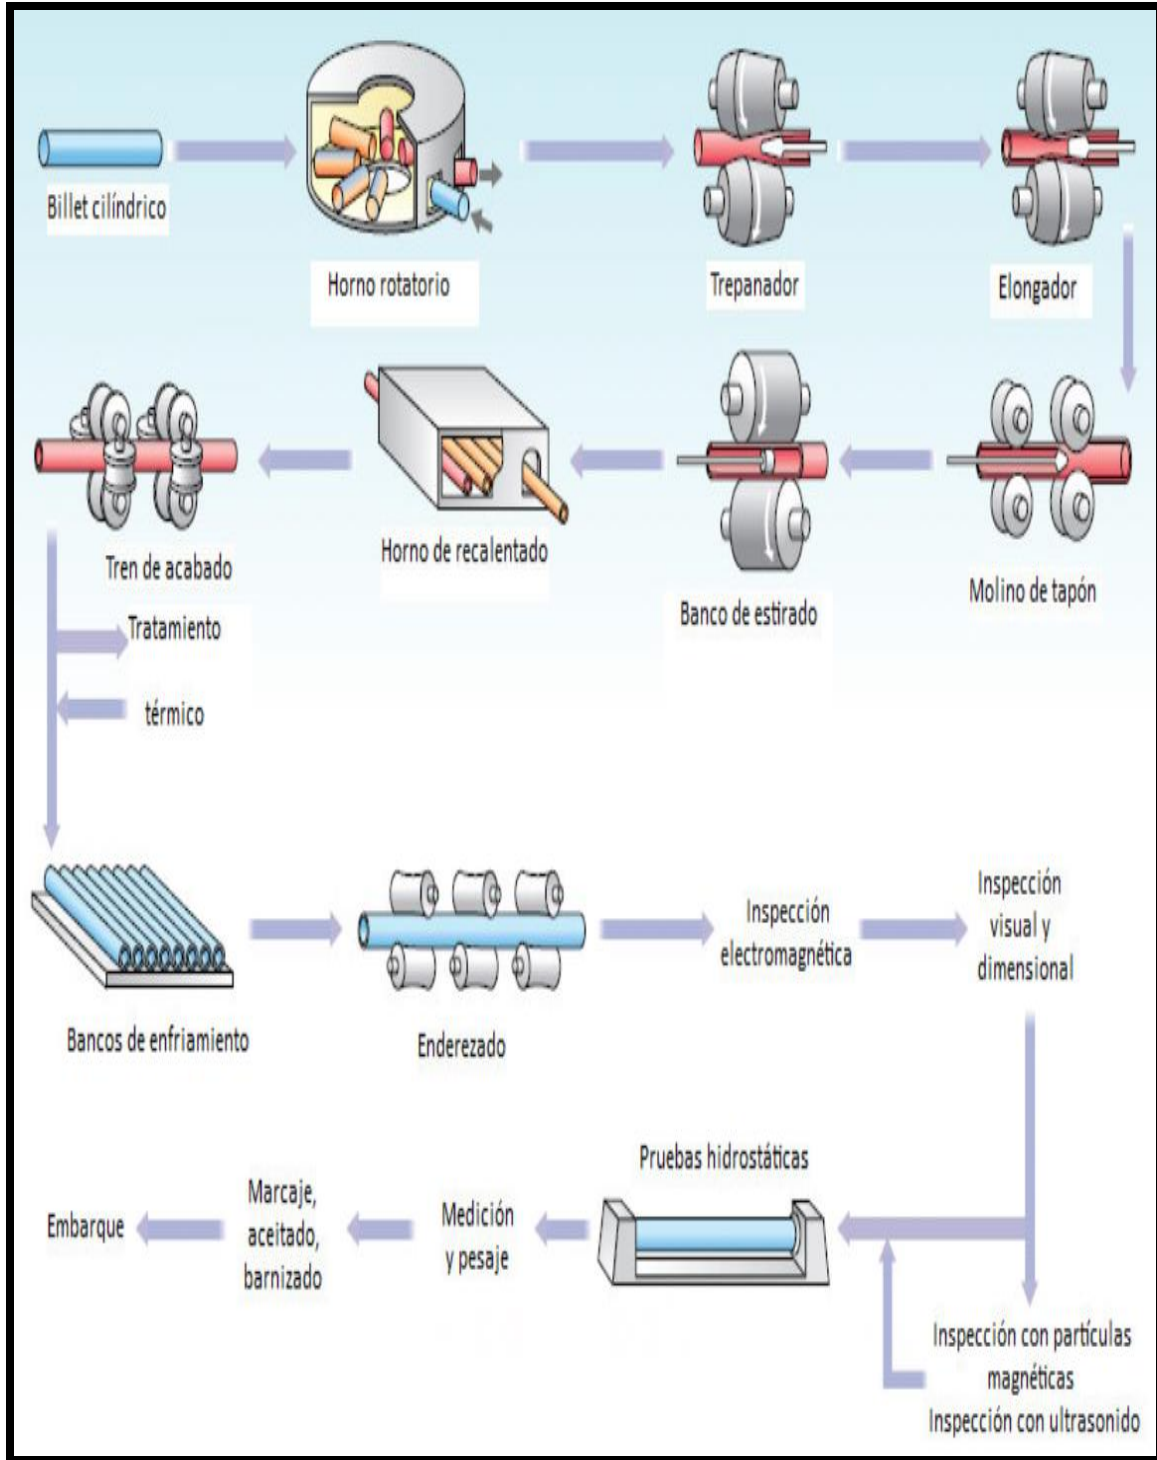 Billet cilíndrico
Horno rotatorio
Trepanador
Elongador
Molino de tapón
Banco de estirado
Horno de recalentado
Tren de acabado
Tratamiento
térmico
Bancos de enfriamiento
Enderezado
Inspección
electromagnética
Inspección
visual y
dimensional
Inspección con partículas
magnéticas
Inspección con ultrasonido
Pruebas hidrostáticas
Medición
y pesaje
Marcaje,
aceitado,
barnizado
Embarque